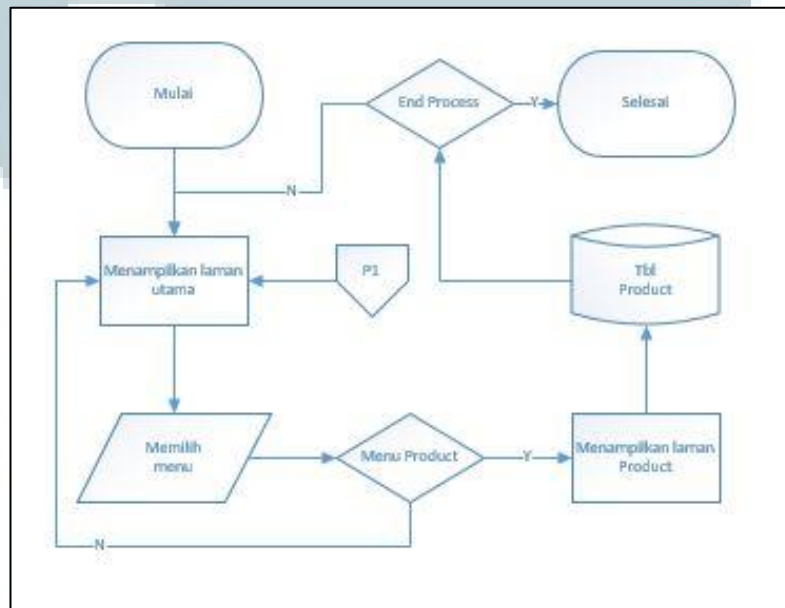 Mulai
End Process
Y
Selesai
N
Menampilkan laman
utama
P1
Tbl
Product
Memilih
menu
Menu Product
Y
Menampilkan laman
Product
N